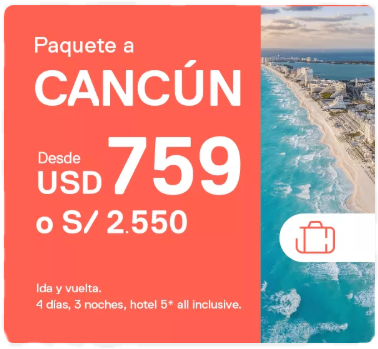 Paquete a
CANCÚN
Desde
USD 759
o S/ 2.550
Ida y vuelta.
4 días, 3 noches, hotel 5* all inclusive.